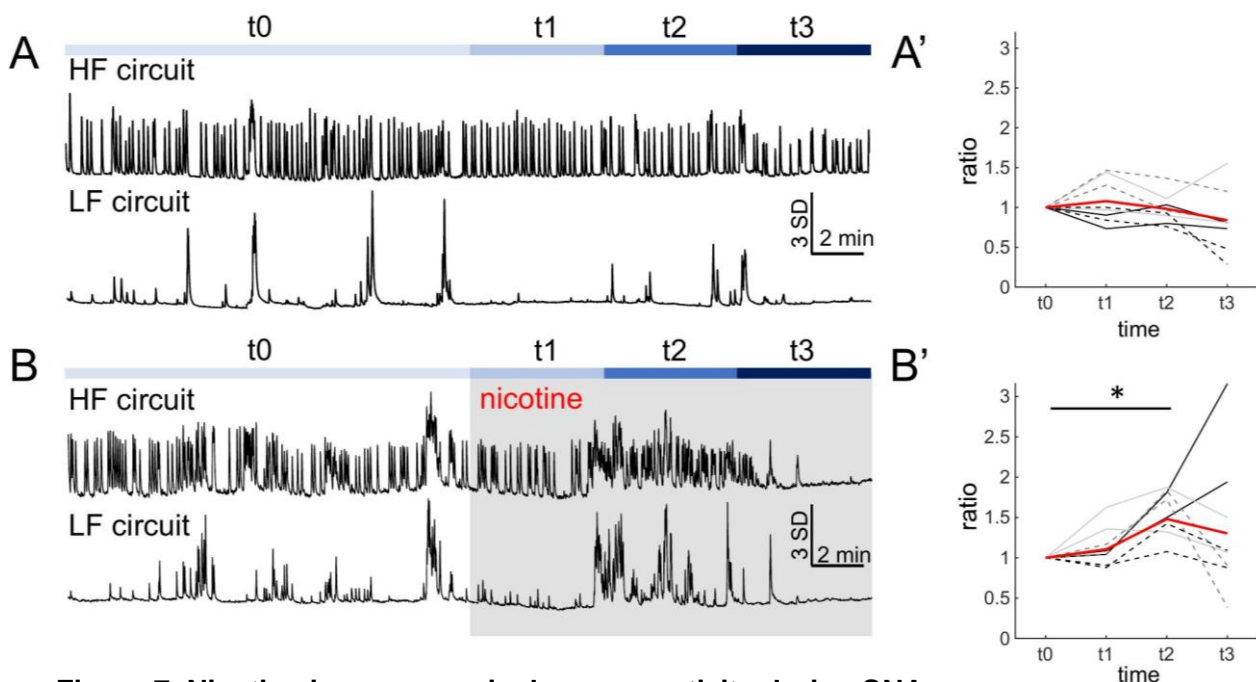 A
t0 t1 t2 t3
HF circuit
LF circuit
3 SD
2 min
A'
3
2.5
2
1.5
1
0.5
0
ratio
t0 t1 t2 t3
time
B
t0 t1 t2 t3
HF circuit
nicotine
LF circuit
3 SD
2 min
B'
*
3
2.5
2
1.5
1
0.5
0
ratio
t0 t1 t2 t3
time